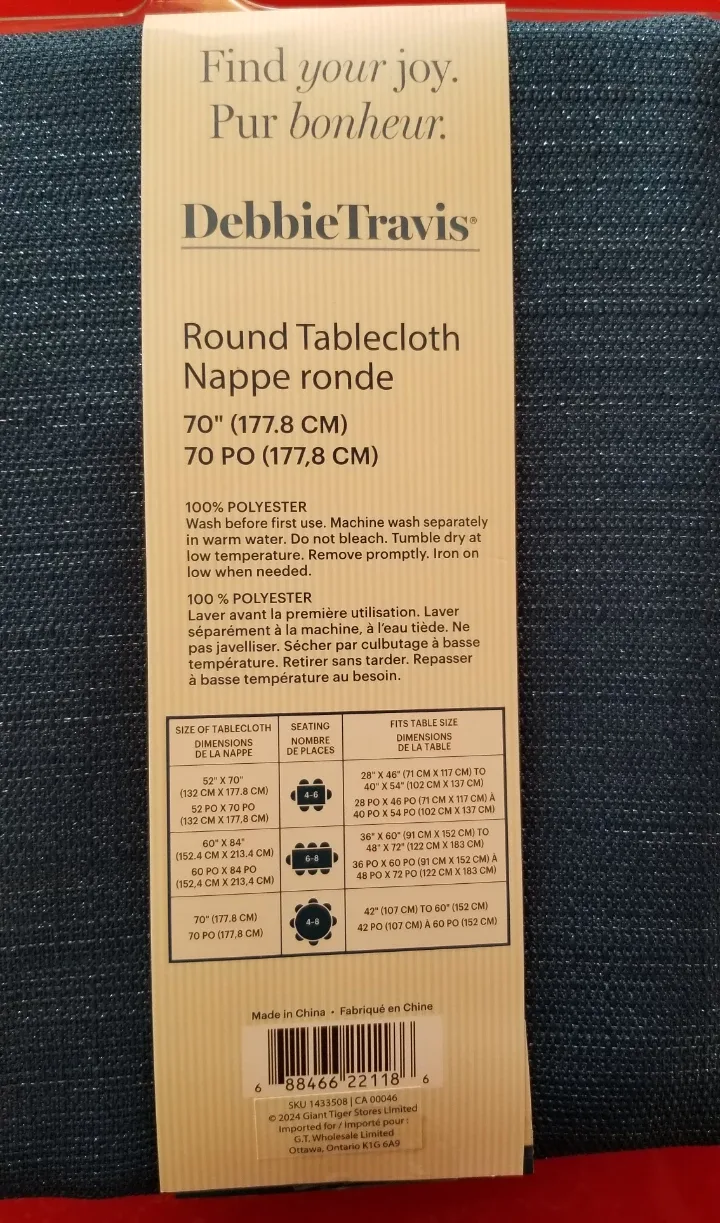 Find your joy.
Pur bonheur.
DebbieTravis®
Round Tablecloth
Nappe ronde
70" (177.8 CM)
70 PO (177,8 CM)
100% POLYESTER
Wash before first use. Machine wash separately
in warm water. Do not bleach. Tumble dry at
low temperature. Remove promptly. Iron on
low when needed.
100 % POLYESTER
Laver avant la première utilisation. Laver
séparément à la machine, à l'eau tiède. Ne
pas javelliser. Sécher par culbutage à basse
température. Retirer sans tarder. Repasser
à basse température au besoin.
SIZE OF TABLECLOTH
DIMENSIONS
DE LA NAPPE
SEATING
NOMBRE
DE PLACES
FITS TABLE SIZE
DIMENSIONS
DE LA TABLE
52" X 70"
(132 CM X 177.8 CM)
52 PO X 70 PO
(132 CM X 177,8 CM)
4-6
28" X 46" (71 CM X 117 CM) TO
40" X 54" (102 CM X 137 CM)
28 PO X 46 PO (71 CM X 117 CM) À
40 PO X 54 PO (102 CM X 137 CM)
60" X 84"
(152.4 CM X 213.4 CM)
60 PO X 84 PO
(152,4 CM X 213,4 CM)
6-8
36" X 60" (91 CM X 152 CM) TO
48" X 72" (122 CM X 183 CM)
36 PO X 60 PO (91 CM X 152 CM) À
48 PO X 72 PO (122 CM X 183 CM)
70" (177.8 CM)
70 PO (177,8 CM)
4-8
42" (107 CM) TO 60" (152 CM)
42 PO (107 CM) À 60 PO (152 CM)
Made in China • Fabriqué en Chine
6 88466 22118 6
SKU 1433508 | CA 00046
© 2024 Giant Tiger Stores Limited
Imported for / Importé pour :
G.T. Wholesale Limited
Ottawa, Ontario K1G 6A9